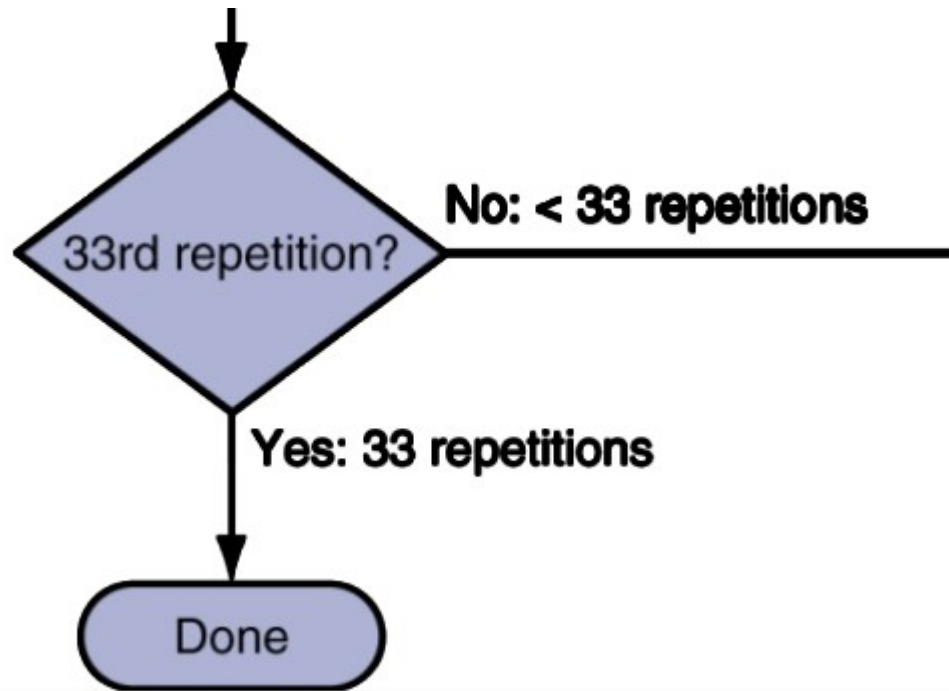 No: < 33 repetitions
33rd repetition?
Yes: 33 repetitions
Done